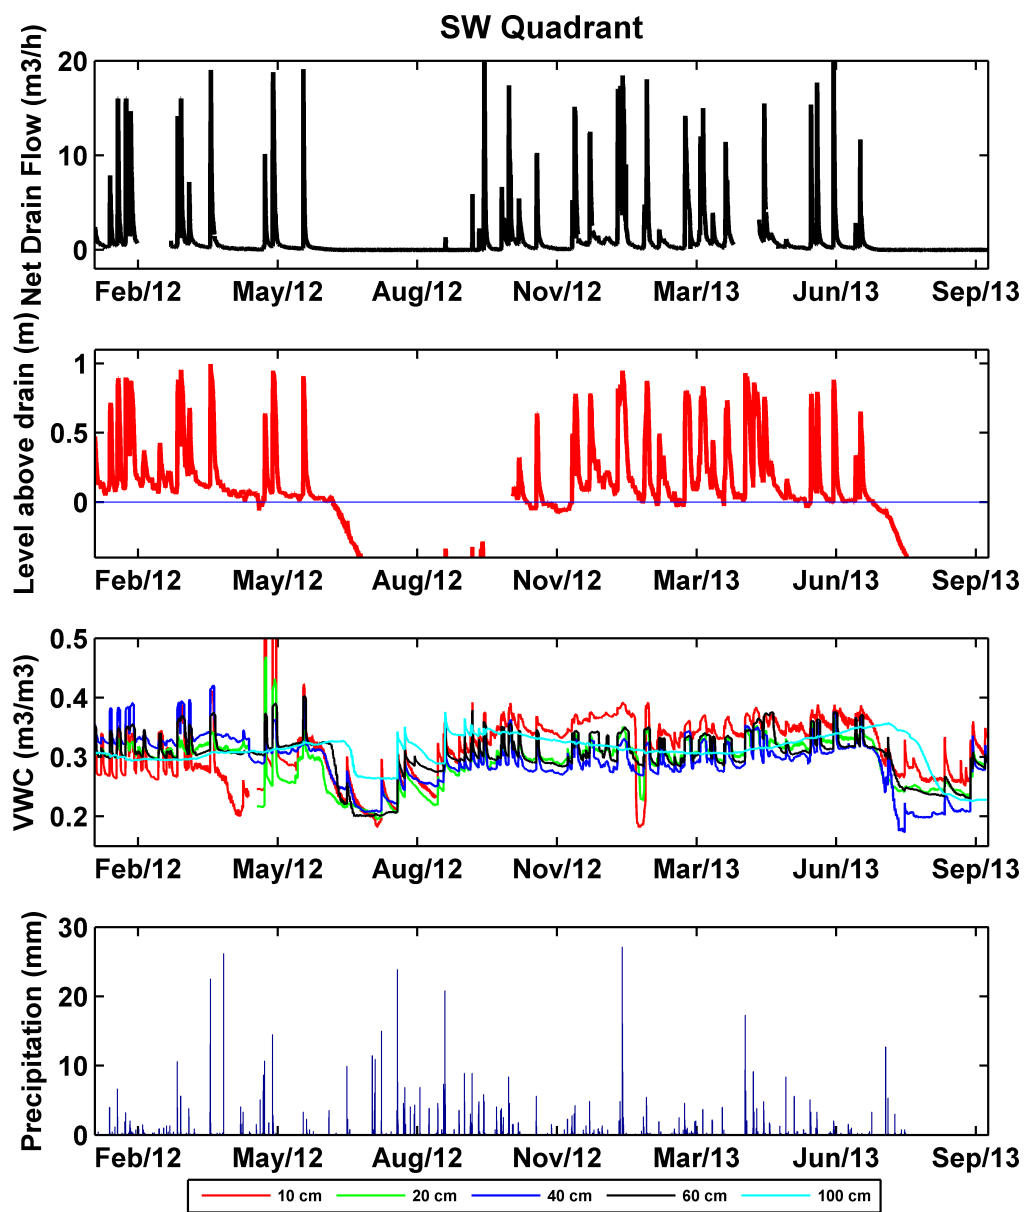 SW Quadrant
Net Drain Flow (m3/h)
20
10
0
Feb/12 May/12 Aug/12 Nov/12 Mar/13 Jun/13 Sep/13
Level above drain (m)
1
0.5
0
Feb/12 May/12 Aug/12 Nov/12 Mar/13 Jun/13 Sep/13
VWC (m3/m3)
0.5
0.4
0.3
0.2
Feb/12 May/12 Aug/12 Nov/12 Mar/13 Jun/13 Sep/13
Precipitation (mm)
30
20
10
0
Feb/12 May/12 Aug/12 Nov/12 Mar/13 Jun/13 Sep/13
10 cm 20 cm 40 cm 60 cm 100 cm